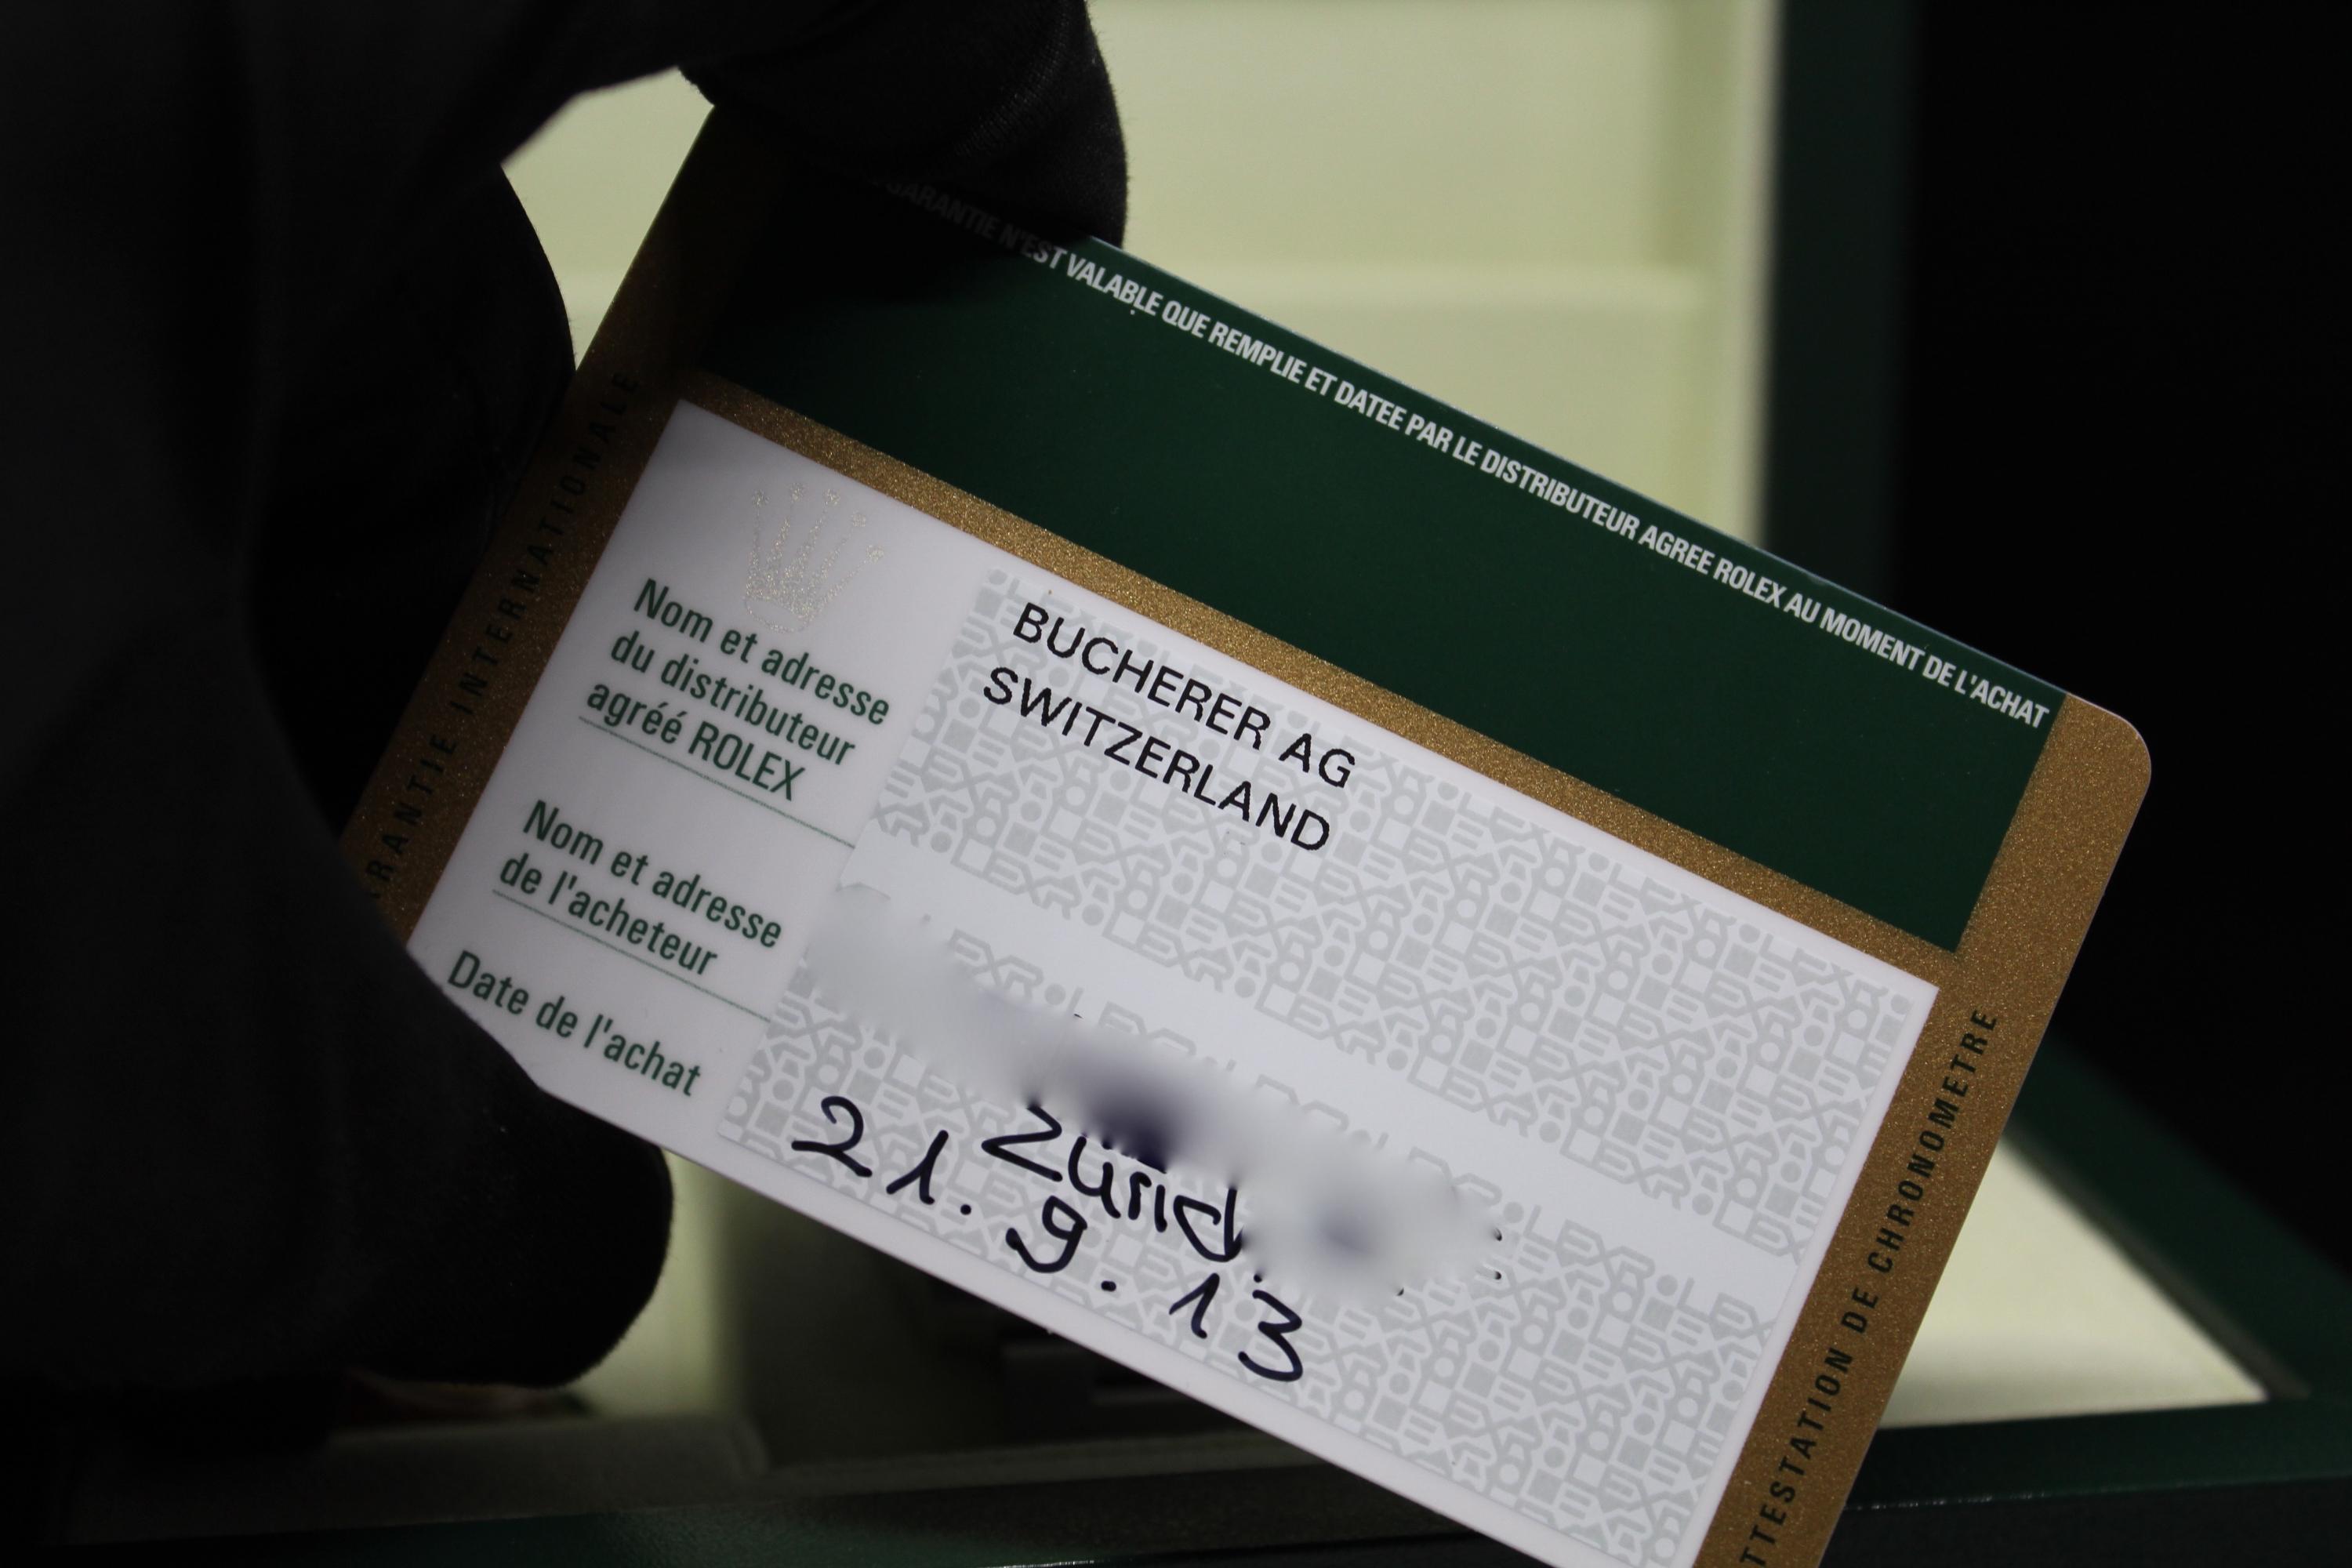 GARANTIE N'EST VALABLE QUE REMPLIE ET DATEE PAR LE DISTRIBUTEUR AGREE ROLEX AU MOMENT DE L'ACHAT
GARANTIE INTERNATIONALE
Nom et adresse
du distributeur
agréé ROLEX
BUCHERER AG
SWITZERLAND
Nom et adresse
de l'acheteur
Zürich
Date de l'achat
21.9.13
ATTESTATION DE CHRONOMETRE